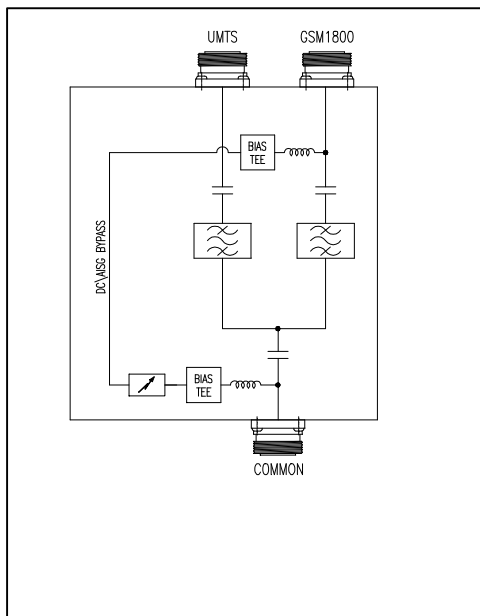 UMTS GSM1800
BIAS
TEE
DC\AISG BYPASS
BIAS
TEE
COMMON